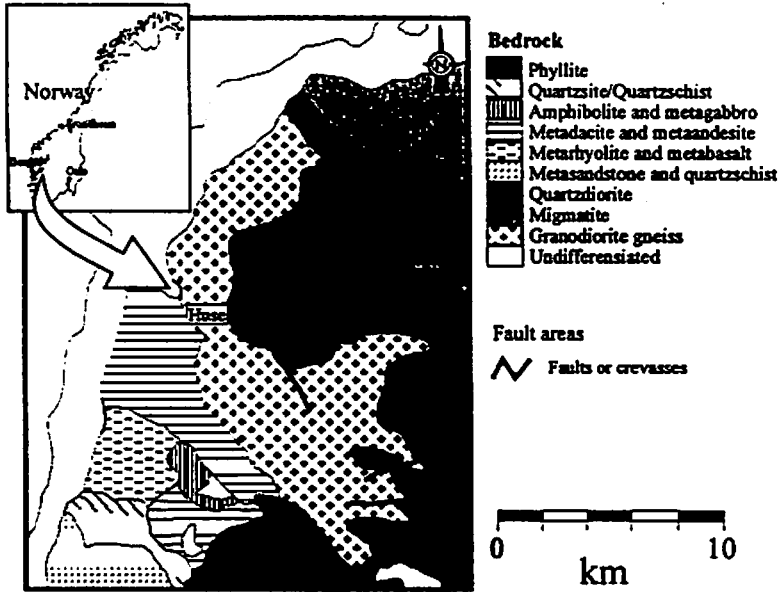 Norway
Oslo
N
Huse
Bedrock
Phyllite
Quartzsite/Quartzschist
Amphibolite and metagabbro
Metadacite and metaandesite
Metarhyolite and metabasalt
Metasandstone and quartzschist
Quartzdiorite
Migmatite
Granodiorite gneiss
Undifferensiated
Fault areas
Faults or crevasses
0 10
km